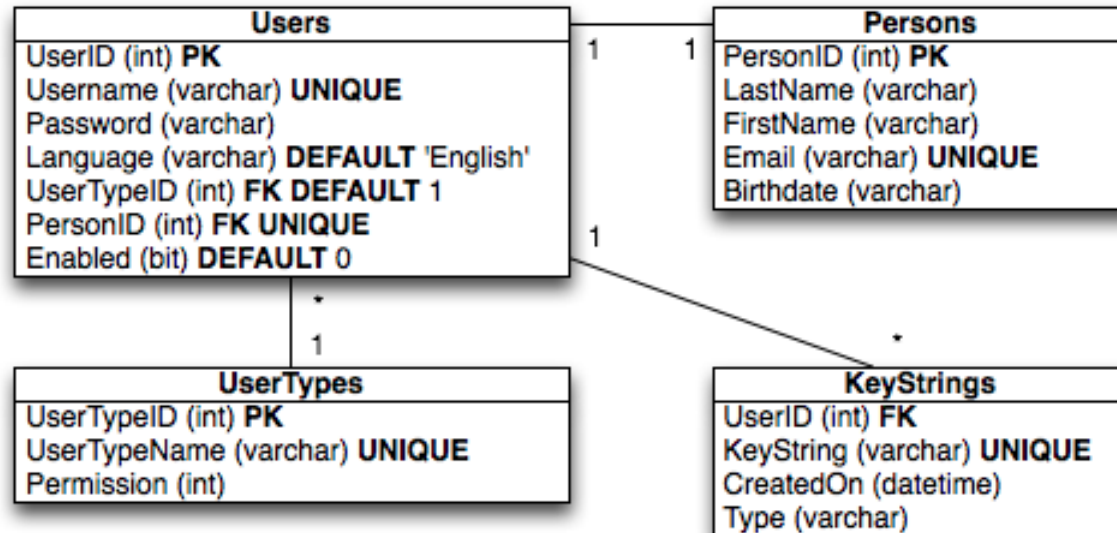 Users
UserID (int) PK
Username (varchar) UNIQUE
Password (varchar)
Language (varchar) DEFAULT 'English'
UserTypeID (int) FK DEFAULT 1
PersonID (int) FK UNIQUE
Enabled (bit) DEFAULT 0
1
1
Persons
PersonID (int) PK
LastName (varchar)
FirstName (varchar)
Email (varchar) UNIQUE
Birthdate (varchar)
1
*
*
1
UserTypes
UserTypeID (int) PK
UserTypeName (varchar) UNIQUE
Permission (int)
KeyStrings
UserID (int) FK
KeyString (varchar) UNIQUE
CreatedOn (datetime)
Type (varchar)